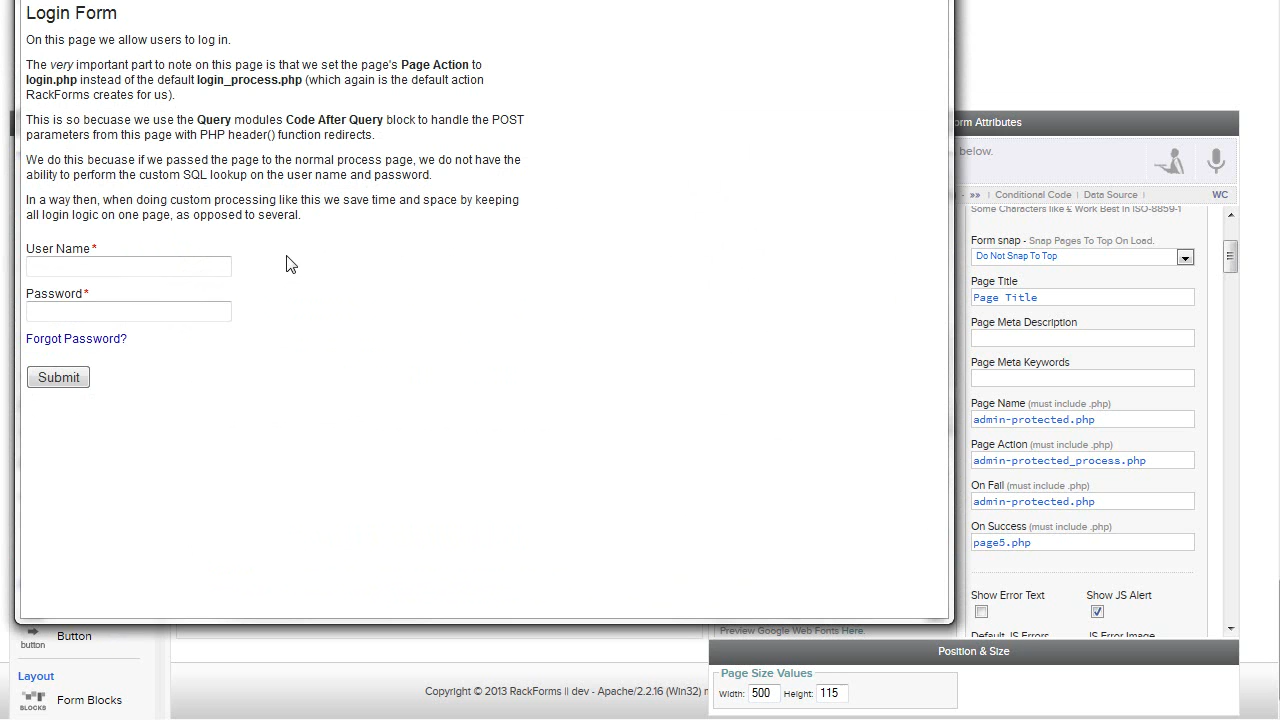 Login Form
On this page we allow users to log in.
The very important part to note on this page is that we set the page's Page Action to
login.php instead of the default login_process.php (which again is the default action
RackForms creates for us).
This is so becuase we use the Query modules Code After Query block to handle the POST
parameters from this page with PHP header() function redirects.
We do this becuase if we passed the page to the normal process page, we do not have the
ability to perform the custom SQL lookup on the user name and password.
In a way then, when doing custom processing like this we save time and space by keeping
all login logic on one page, as opposed to several.
User Name*
Password*
Forgot Password?
Submit
orm Attributes
below.
»» | Conditional Code | Data Source |
WC
Some Characters like £ Work Best In ISO-8859-1
Form snap - Snap Pages To Top On Load.
Do Not Snap To Top
Page Title
Page Title
Page Meta Description
Page Meta Keywords
Page Name (must include .php)
admin-protected.php
Page Action (must include .php)
admin-protected_process.php
On Fail (must include .php)
admin-protected.php
On Success (must include .php)
page5.php
Show Error Text
Show JS Alert
Default JS Errors
JS Error Image
Preview Google Web Fonts Here.
Position & Size
Page Size Values
Width: 500 Height: 115
button
Button
Layout
BLOCKS
Form Blocks
Copyright © 2013 RackForms || dev - Apache/2.2.16 (Win32) m